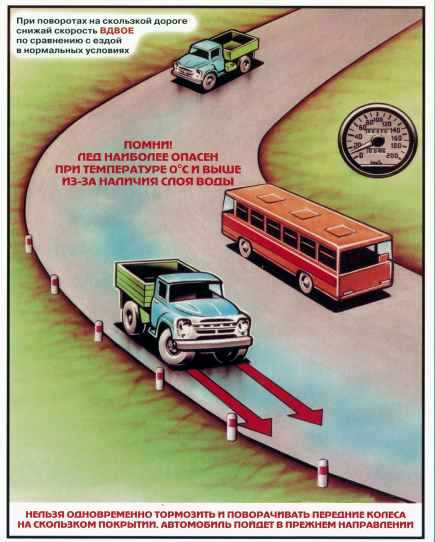 При поворотах на скользкой дороге
снижай скорость ВДВОЕ
по сравнению с ездой
в нормальных условиях
ПОМНИ!
ЛЕД НАИБОЛЕЕ ОПАСЕН
ПРИ ТЕМПЕРАТУРЕ 0°С И ВЫШЕ
ИЗ-ЗА НАЛИЧИЯ СЛОЯ ВОДЫ
НЕЛЬЗЯ ОДНОВРЕМЕННО ТОРМОЗИТЬ И ПОВОРАЧИВАТЬ ПЕРЕДНИЕ КОЛЕСА
НА СКОЛЬЗКОМ ПОКРЫТИИ. АВТОМОБИЛЬ ПОЙДЕТ В ПРЕЖНЕМ НАПРАВЛЕНИИ